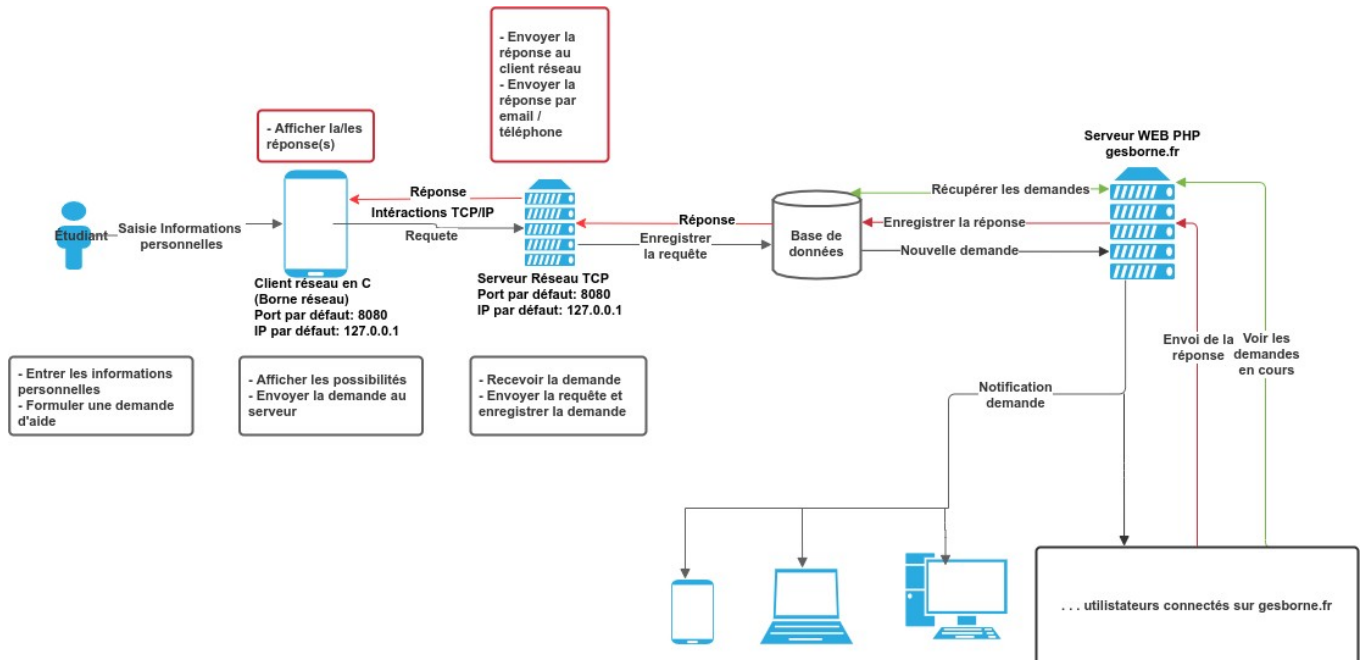 - Envoyer la
réponse au
client réseau
- Envoyer la
réponse par
email /
téléphone
- Afficher la/les
réponse(s)
Serveur WEB PHP
gesborne.fr
Étudiant
Saisie Informations
personnelles
Réponse
Intéractions TCP/IP
Requete
Réponse
Enregistrer
la requête
Base de
données
Récupérer les demandes
Enregistrer la réponse
Nouvelle demande
Client réseau en C
(Borne réseau)
Port par défaut: 8080
IP par défaut: 127.0.0.1
Serveur Réseau TCP
Port par défaut: 8080
IP par défaut: 127.0.0.1
Envoi de la
réponse
Voir les
demandes
en cours
- Entrer les informations
personnelles
- Formuler une demande
d'aide
- Afficher les possibilités
- Envoyer la demande au
serveur
- Recevoir la demande
- Envoyer la requête et
enregistrer la demande
Notification
demande
. . . utilistateurs connectés sur gesborne.fr